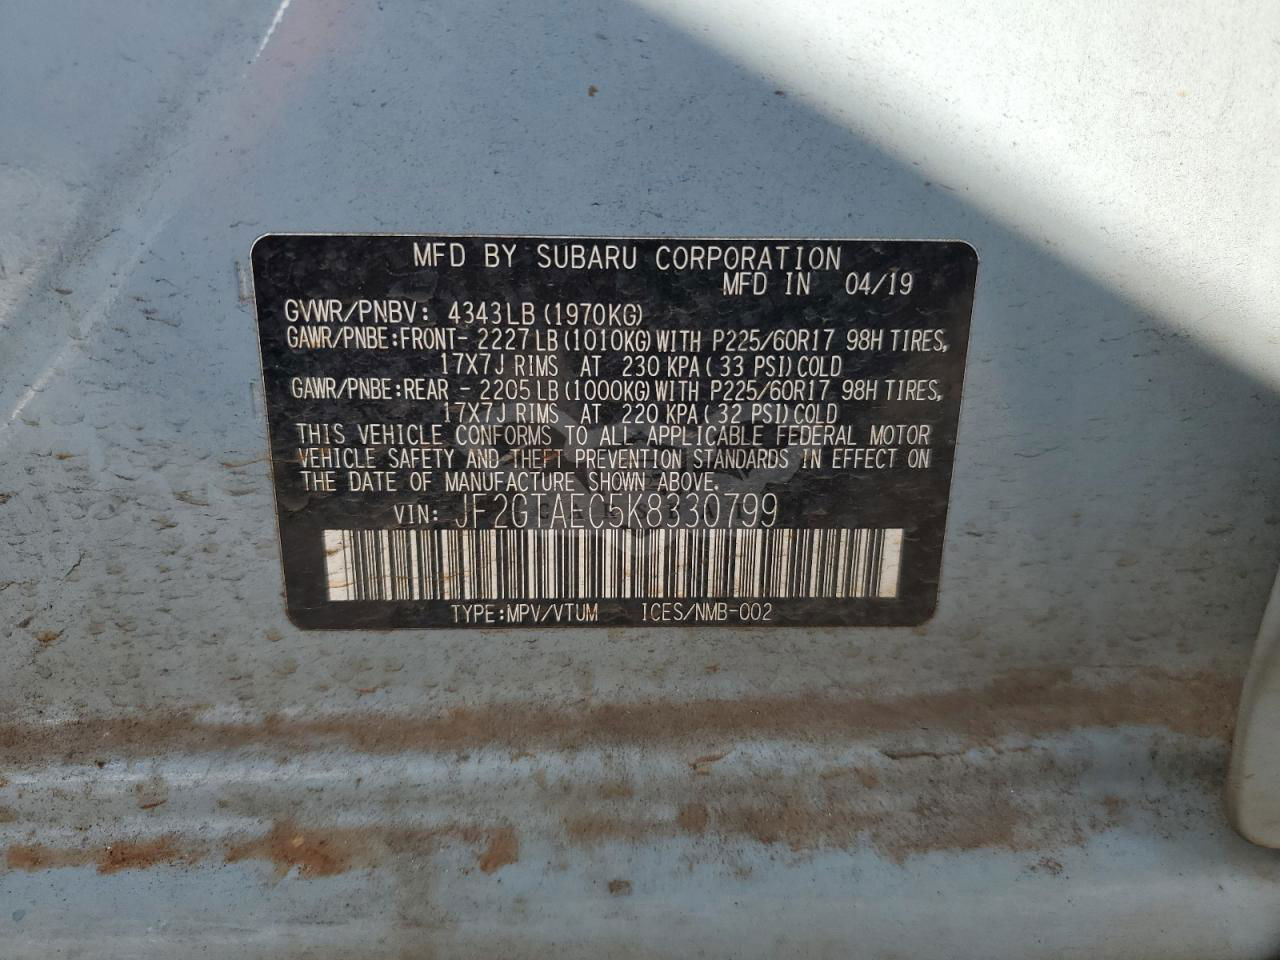 MFD BY SUBARU CORPORATION
MFD IN 04/19
GVWR/PNBV: 4343LB (1970KG)
GAWR/PNBE:FRONT- 2227LB (1010KG) WITH P225/60R17 98H TIRES,
17X7J RIMS AT 230 KPA (33 PSI) COLD
GAWR/PNBE:REAR - 2205LB (1000KG) WITH P225/60R17 98H TIRES,
17X7J RIMS AT 220 KPA (32 PSI) COLD
THIS VEHICLE CONFORMS TO ALL APPLICABLE FEDERAL MOTOR
VEHICLE SAFETY AND THEFT PREVENTION STANDARDS IN EFFECT ON
THE DATE OF MANUFACTURE SHOWN ABOVE.
VIN: JF2GTAEC5K8330799
TYPE:MPV/VTUM ICES/NMB-002